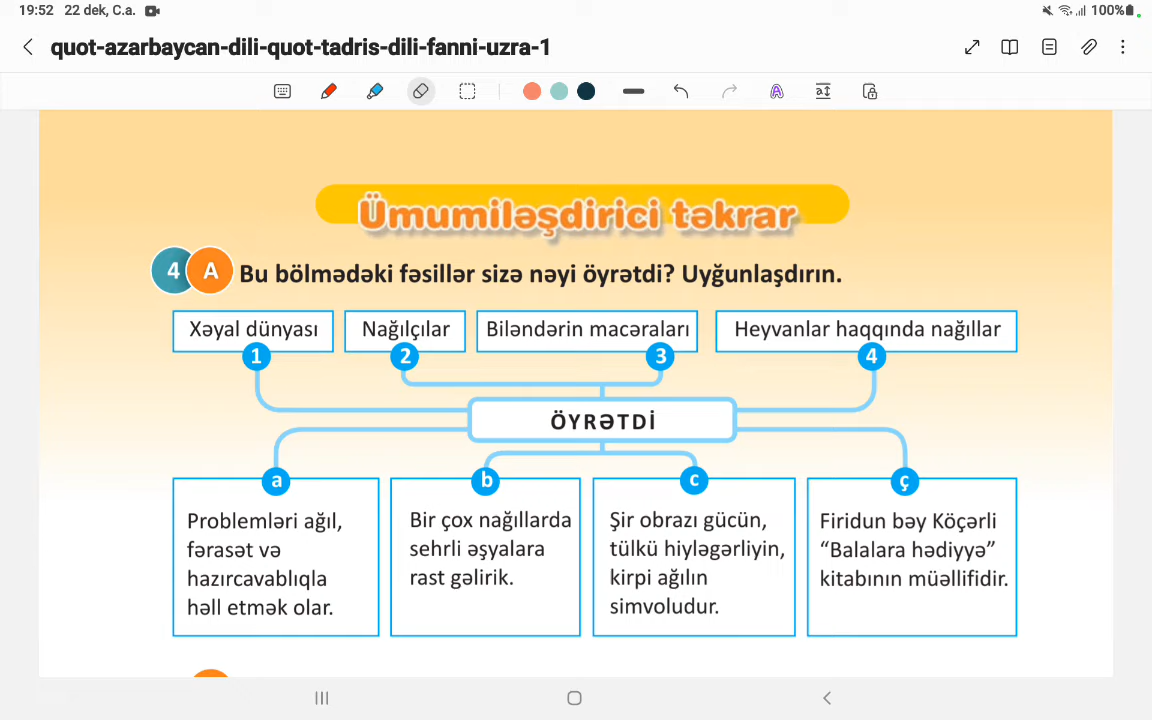 19:52 22 dek, C.a. 100%
quot-azarbaycan-dili-quot-tadris-dili-fanni-uzra-1
Ümumiləşdirici təkrar
4 A Bu bölmədəki fəsillər sizə nəyi öyrətdi? Uyğunlaşdırın.
Xəyal dünyası
1
Nağılçılar
2
Biləndərin macəraları
3
Heyvanlar haqqında nağıllar
4
ÖYRƏTDİ
a
Problemləri ağıl,
fərasət və
hazırcavablıqla
həll etmək olar.
b
Bir çox nağıllarda
sehrli əşyalara
rast gəlirik.
c
Şir obrazı gücün,
tülkü hiyləgərliyin,
kirpi ağılın
simvoludur.
ç
Firidun bəy Köçərli
“Balalara hədiyyə”
kitabının müəllifidir.